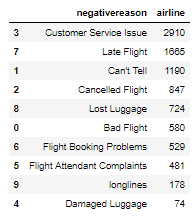 negativereason airline
3 Customer Service Issue 2910
7 Late Flight 1665
1 Can't Tell 1190
2 Cancelled Flight 847
8 Lost Luggage 724
0 Bad Flight 580
6 Flight Booking Problems 529
5 Flight Attendant Complaints 481
9 longlines 178
4 Damaged Luggage 74